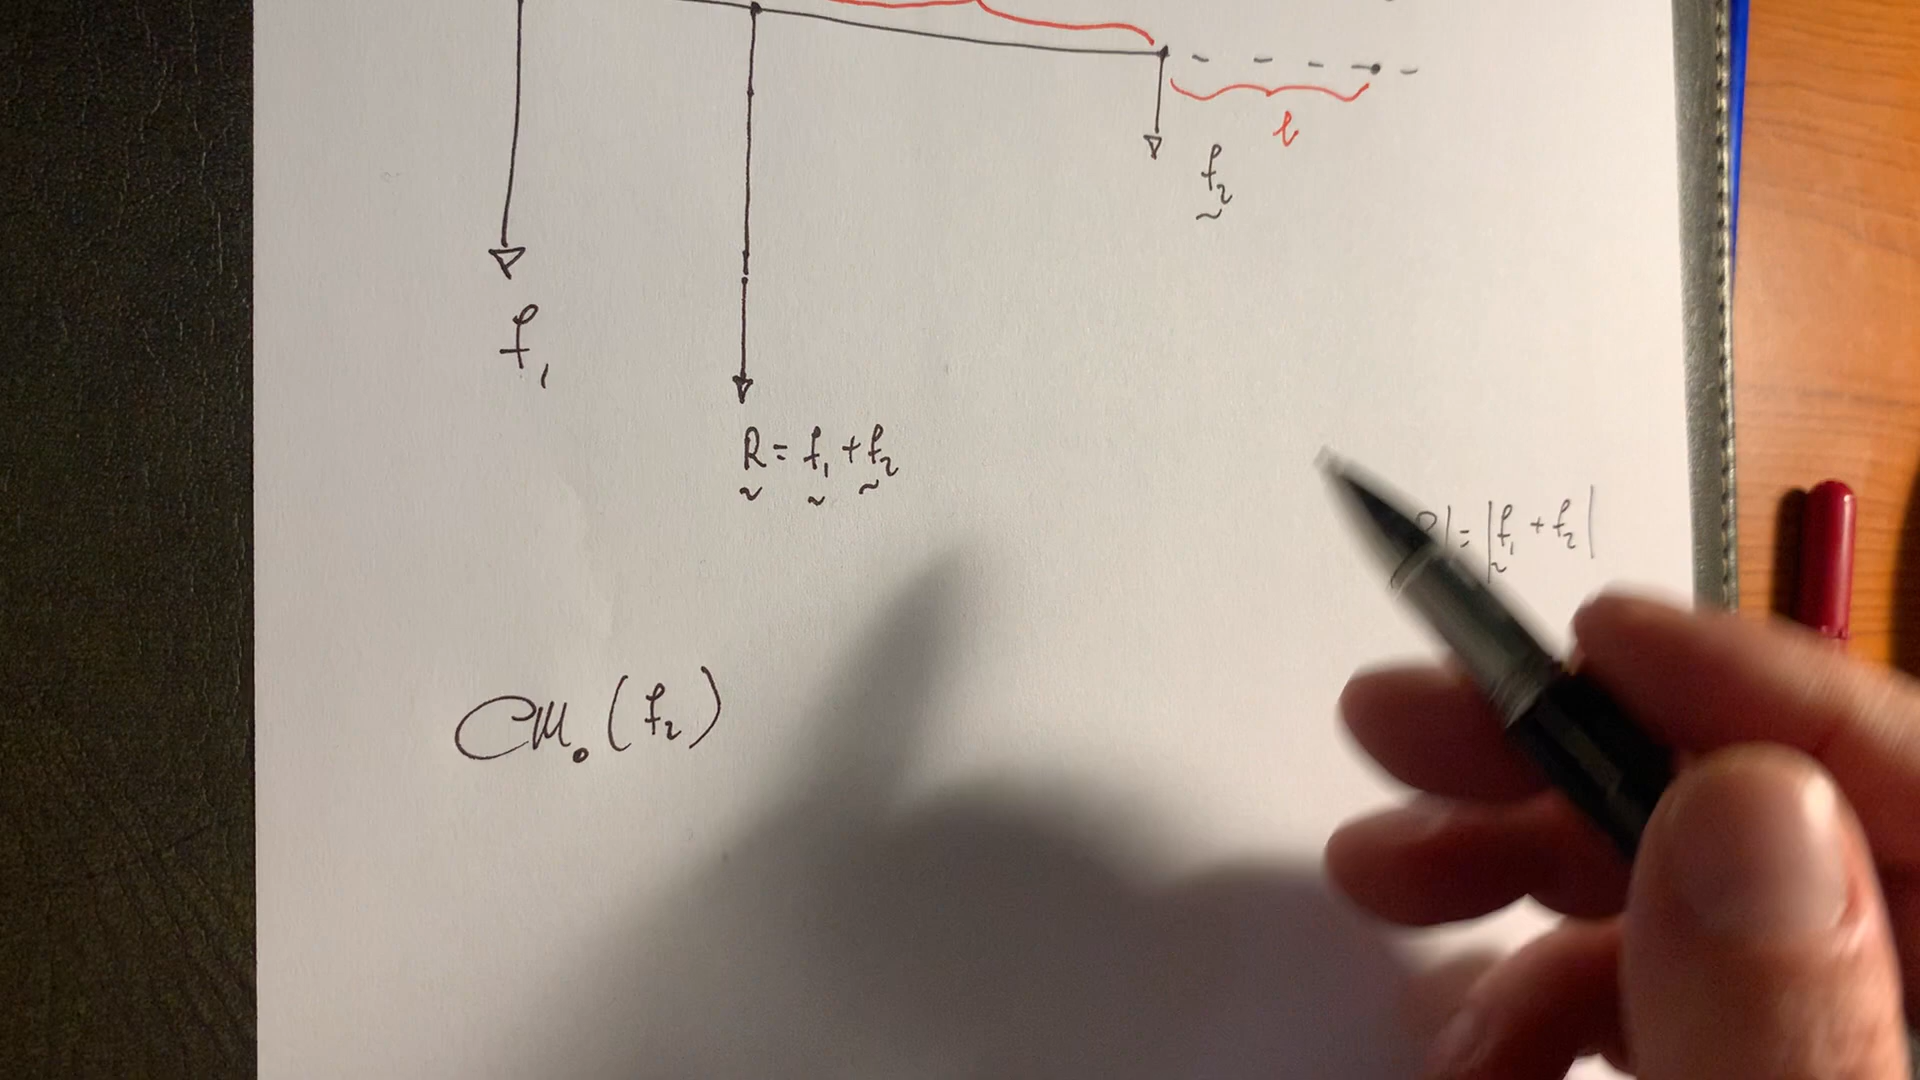 l
f₂
f₁
R = f₁ + f₂
R| = |f₁ + f₂|
M₀ (f₂)